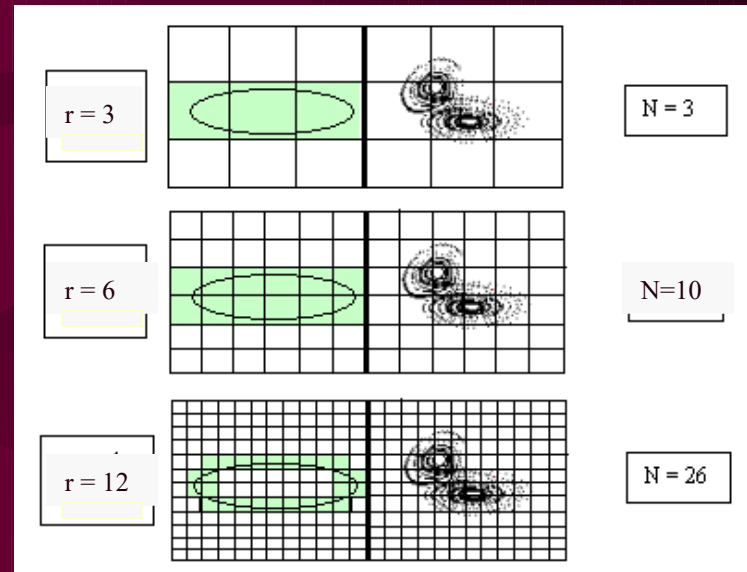 r = 3
N = 3
r = 6
N=10
r = 12
N = 26